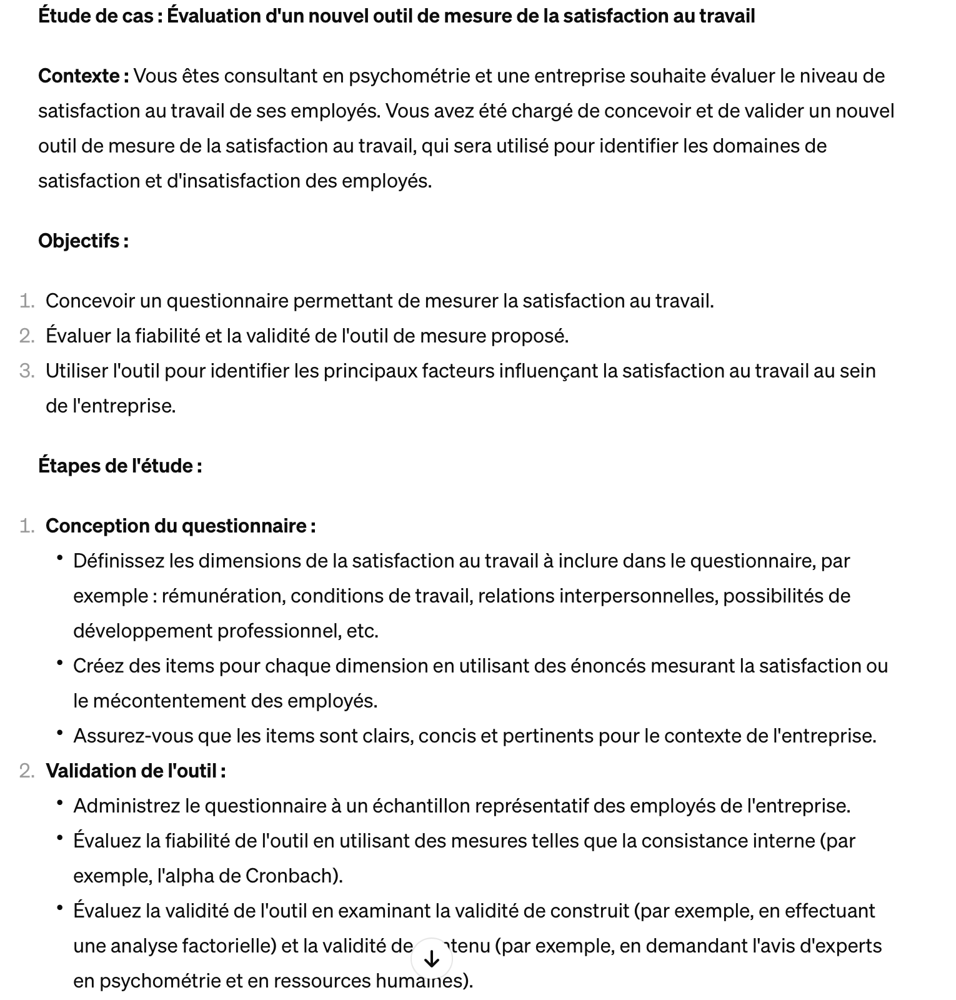 Étude de cas : Évaluation d'un nouvel outil de mesure de la satisfaction au travail
Contexte : Vous êtes consultant en psychométrie et une entreprise souhaite évaluer le niveau de
satisfaction au travail de ses employés. Vous avez été chargé de concevoir et de valider un nouvel
outil de mesure de la satisfaction au travail, qui sera utilisé pour identifier les domaines de
satisfaction et d'insatisfaction des employés.
Objectifs :
1. Concevoir un questionnaire permettant de mesurer la satisfaction au travail.
2. Évaluer la fiabilité et la validité de l'outil de mesure proposé.
3. Utiliser l'outil pour identifier les principaux facteurs influençant la satisfaction au travail au sein
de l'entreprise.
Étapes de l'étude :
1. Conception du questionnaire :
• Définissez les dimensions de la satisfaction au travail à inclure dans le questionnaire, par
exemple : rémunération, conditions de travail, relations interpersonnelles, possibilités de
développement professionnel, etc.
• Créez des items pour chaque dimension en utilisant des énoncés mesurant la satisfaction ou
le mécontentement des employés.
• Assurez-vous que les items sont clairs, concis et pertinents pour le contexte de l'entreprise.
2. Validation de l'outil :
• Administrez le questionnaire à un échantillon représentatif des employés de l'entreprise.
• Évaluez la fiabilité de l'outil en utilisant des mesures telles que la consistance interne (par
exemple, l'alpha de Cronbach).
• Évaluez la validité de l'outil en examinant la validité de construit (par exemple, en effectuant
une analyse factorielle) et la validité de (par exemple, en demandant l'avis d'experts
en psychométrie et en ressources humaines).